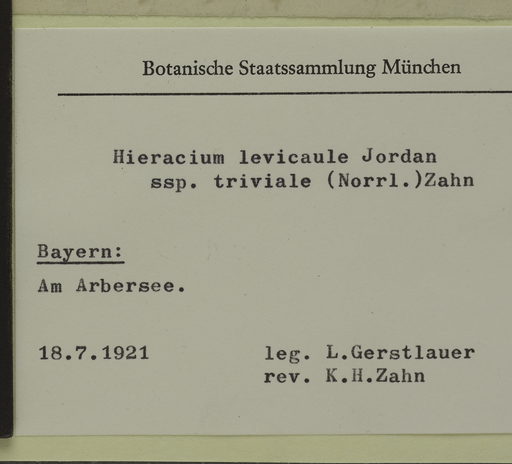 Botanische Staatssammlung München
Hieracium levicaule Jordan
ssp. triviale (Norrl.)Zahn
Bayern:
Am Arbersee.
18.7.1921 leg. L.Gerstlauer
rev. K.H.Zahn